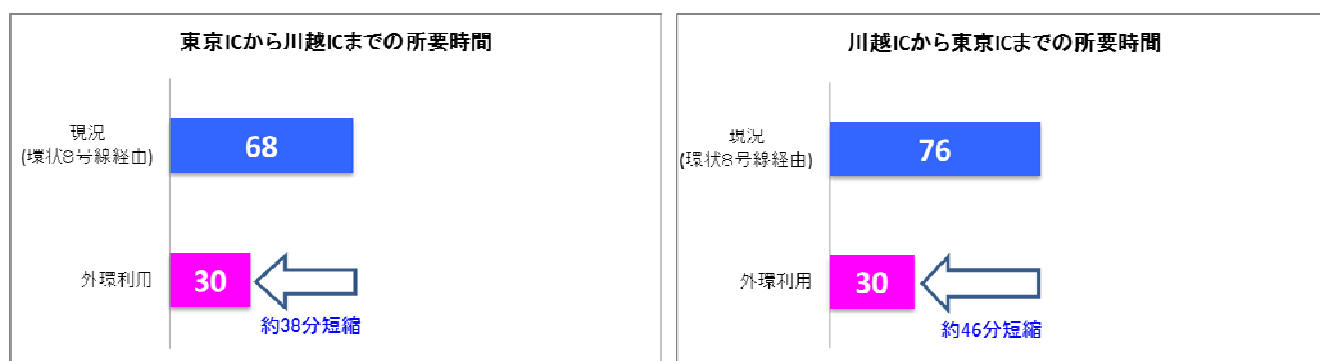 東京ICから川越ICまでの所要時間
現況
(環状8号線経由)
68
外環利用
30
約38分短縮
川越ICから東京ICまでの所要時間
現況
(環状8号線経由)
76
外環利用
30
約46分短縮